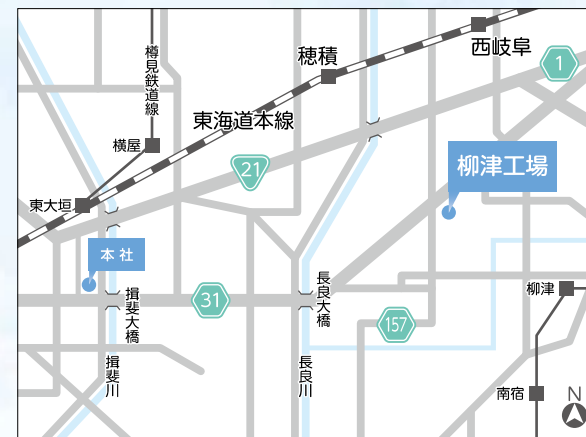 西岐阜
穂積
1
樽見鉄道線
東海道本線
横屋
21
柳津工場
東大垣
本社
長良大橋
柳津
揖斐大橋
31
157
揖斐川
長良川
南宿
N